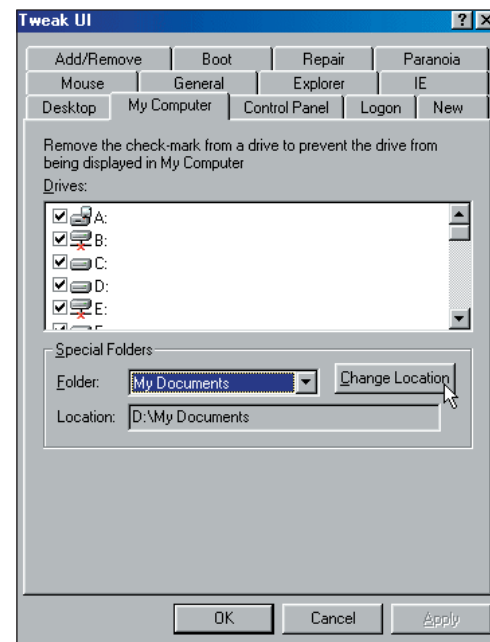 Tweak UI
Add/Remove Boot Repair Paranoia
Mouse General Explorer IE
Desktop My Computer Control Panel Logon New
Remove the check-mark from a drive to prevent the drive from
being displayed in My Computer
Drives:
A:
B:
C:
D:
E:
Special Folders
Folder: My Documents Change Location
Location: D:\My Documents
OK Cancel Apply